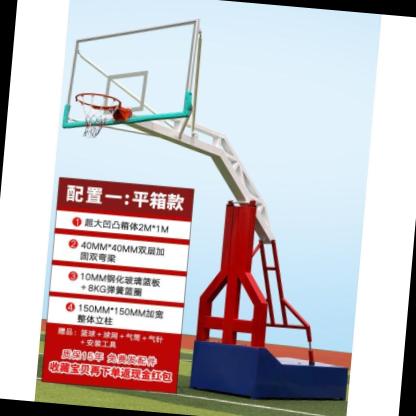 配置一:平箱款
1 超大凹凸箱体2M*1M
2 40MM*40MM双层加
固双弯梁
3 10MM钢化玻璃篮板
+8KG弹簧篮圈
4 150MM*150MM加宽
整体立柱
赠品：篮球+球网+气筒+气针
+安装工具
质保15年 免费发配件
收藏宝贝再下单返现金红包